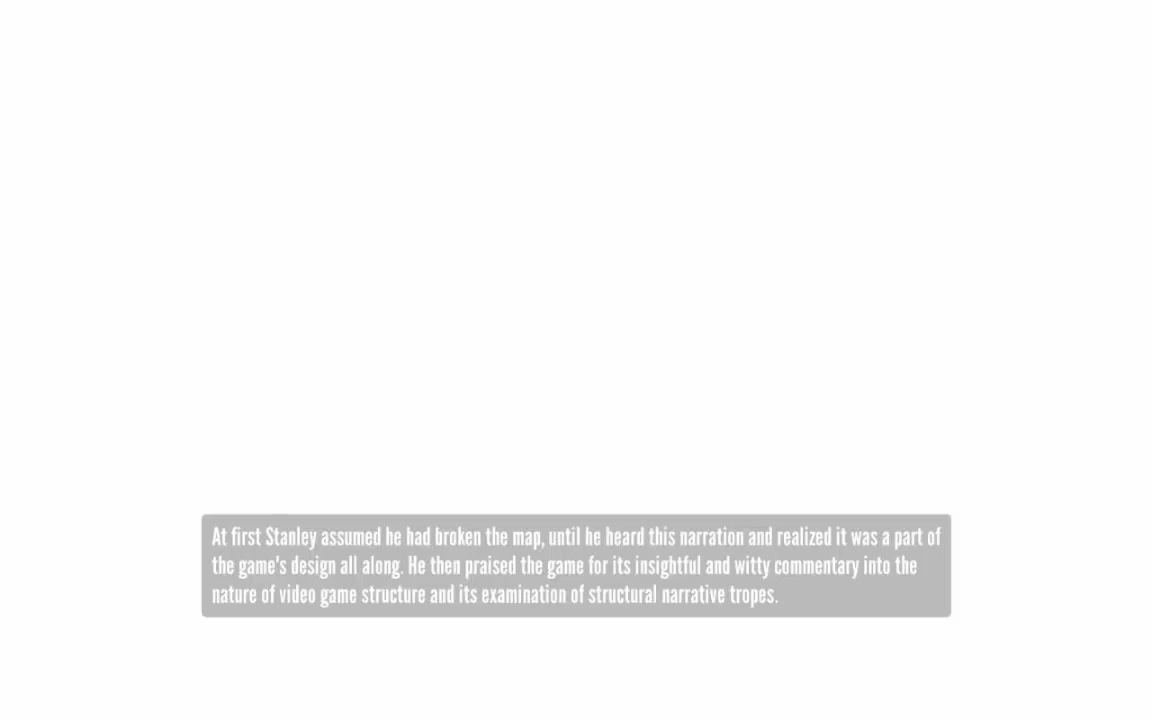 At first Stanley assumed he had broken the map, until he heard this narration and realized it was a part of
the game's design all along. He then praised the game for its insightful and witty commentary into the
nature of video game structure and its examination of structural narrative tropes.